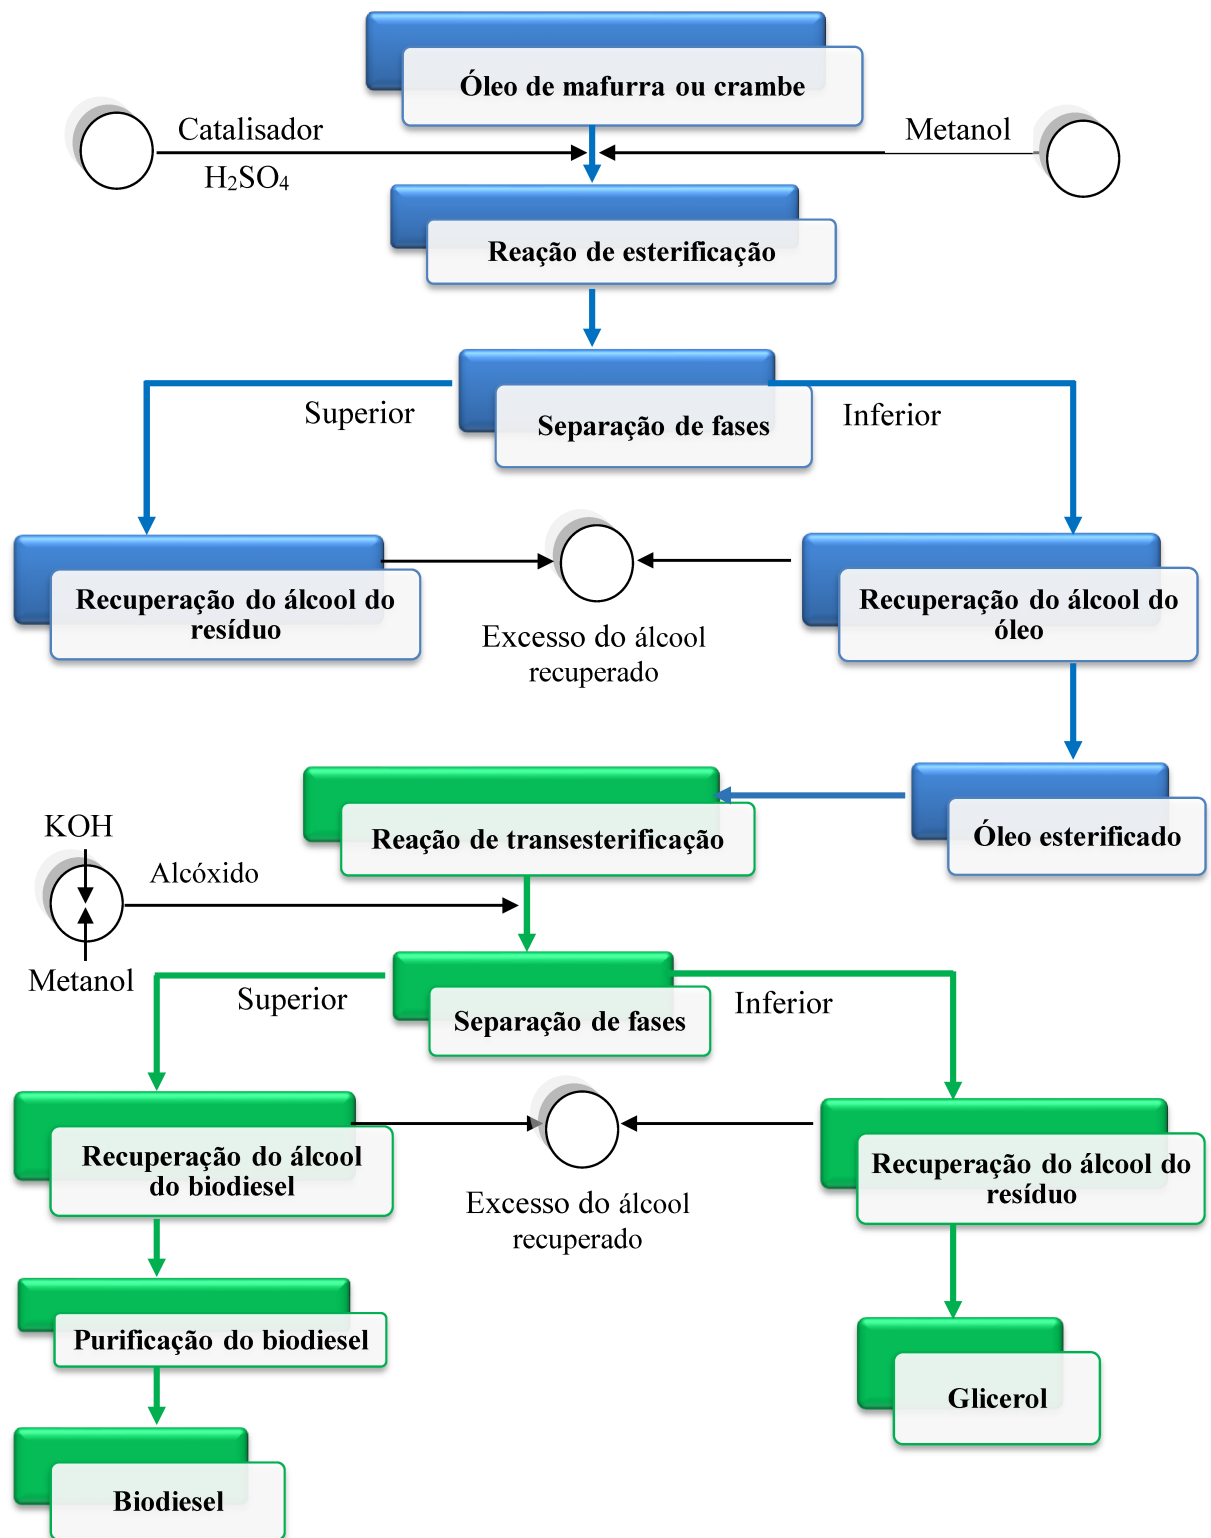 Óleo de mafurra ou crambe
Catalisador
H₂SO₄
Metanol
Reação de esterificação
Separação de fases
Superior
Inferior
Recuperação do álcool do
resíduo
Excesso do álcool
recuperado
Recuperação do álcool do
óleo
Reação de transesterificação
Óleo esterificado
KOH
Alcóxido
Metanol
Separação de fases
Superior
Inferior
Recuperação do álcool
do biodiesel
Excesso do álcool
recuperado
Recuperação do álcool do
resíduo
Purificação do biodiesel
Glicerol
Biodiesel